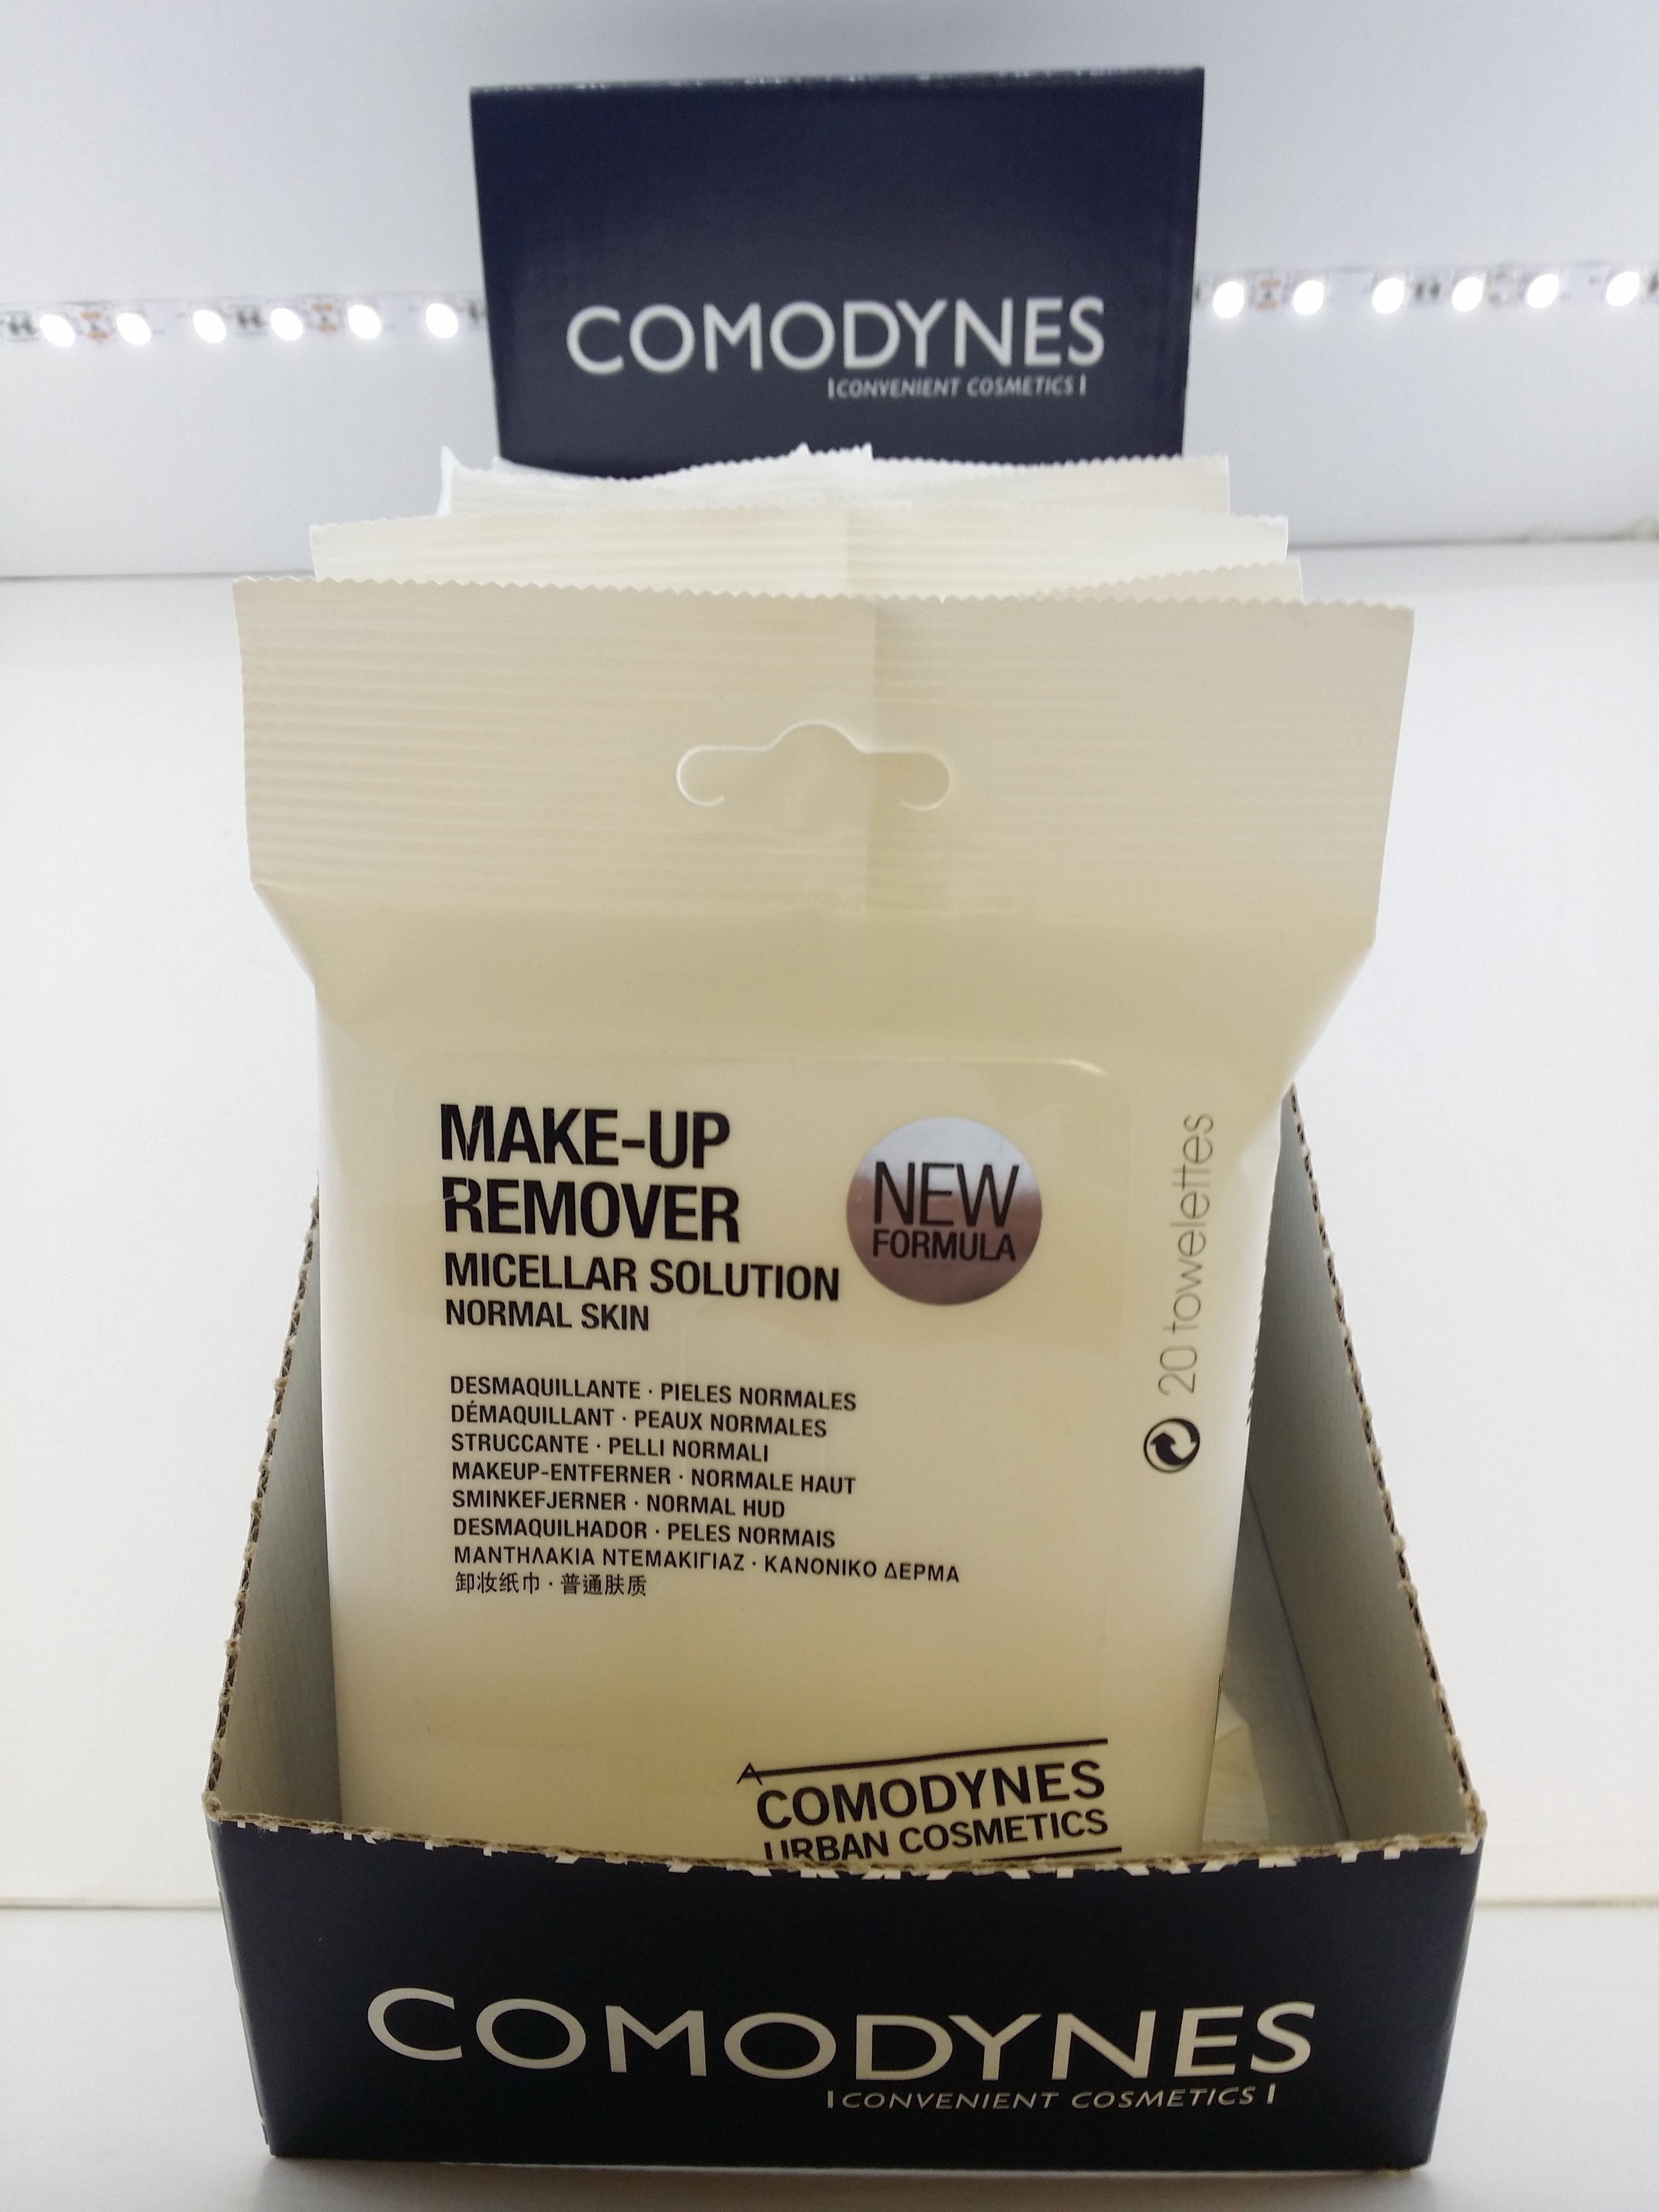 COMODYNES
CONVENIENT COSMETICS
MAKE-UP
REMOVER
MICELLAR SOLUTION
NORMAL SKIN
NEW
FORMULA
20 towelettes
DESMAQUILLANTE · PIELES NORMALES
DÉMAQUILLANT · PEAUX NORMALES
STRUCCANTE · PELLI NORMALI
MAKEUP-ENTFERNER · NORMALE HAUT
SMINKEFJERNER · NORMAL HUD
DESMAQUILHADOR · PELES NORMAIS
ΜΑΝΤΗΛΑΚΙΑ ΝΤΕΜΑΚΙΓΙΑΖ · ΚΑΝΟΝΙΚΟ ΔΕΡΜΑ
卸妆纸巾 · 普通肤质
COMODYNES
URBAN COSMETICS
COMODYNES
CONVENIENT COSMETICS